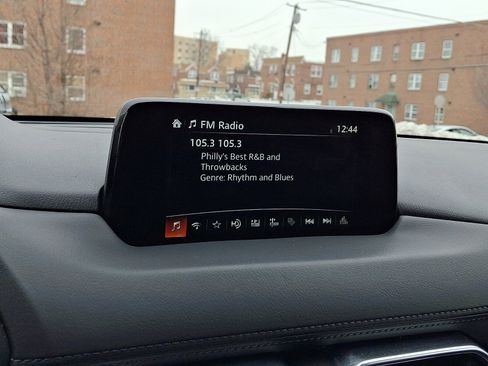 FM Radio
12:44
105.3 105.3
Philly's Best R&B and
Throwbacks
Genre: Rhythm and Blues